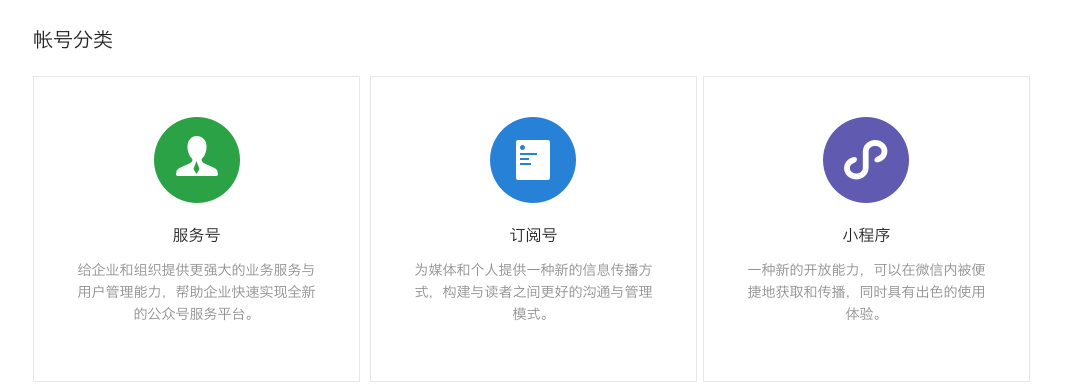 帐号分类
服务号
给企业和组织提供更强大的业务服务与
用户管理能力，帮助企业快速实现全新
的公众号服务平台。
订阅号
为媒体和个人提供一种新的信息传播方
式，构建与读者之间更好的沟通与管理
模式。
小程序
一种新的开放能力，可以在微信内被便
捷地获取和传播，同时具有出色的使用
体验。